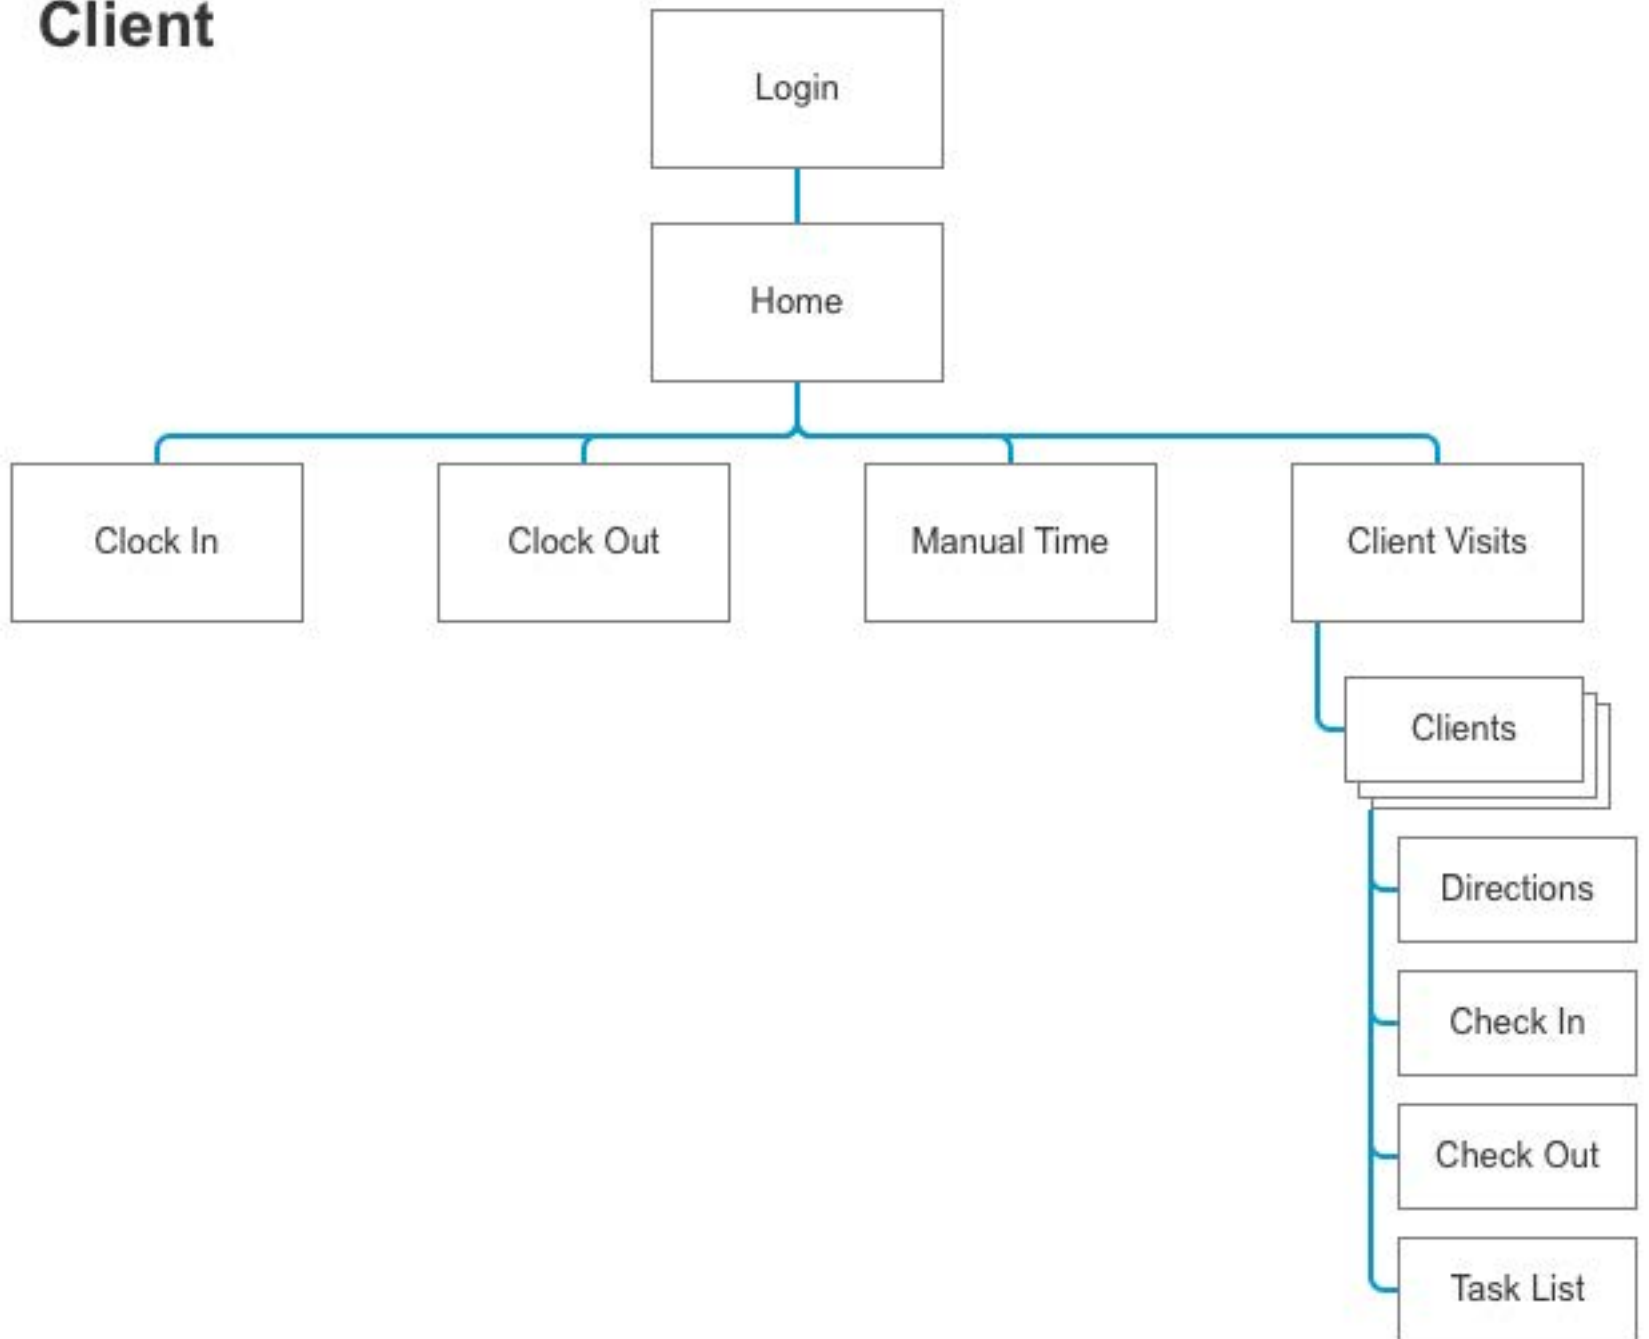 Client
Login
Home
Clock In
Clock Out
Manual Time
Client Visits
Clients
Directions
Check In
Check Out
Task List